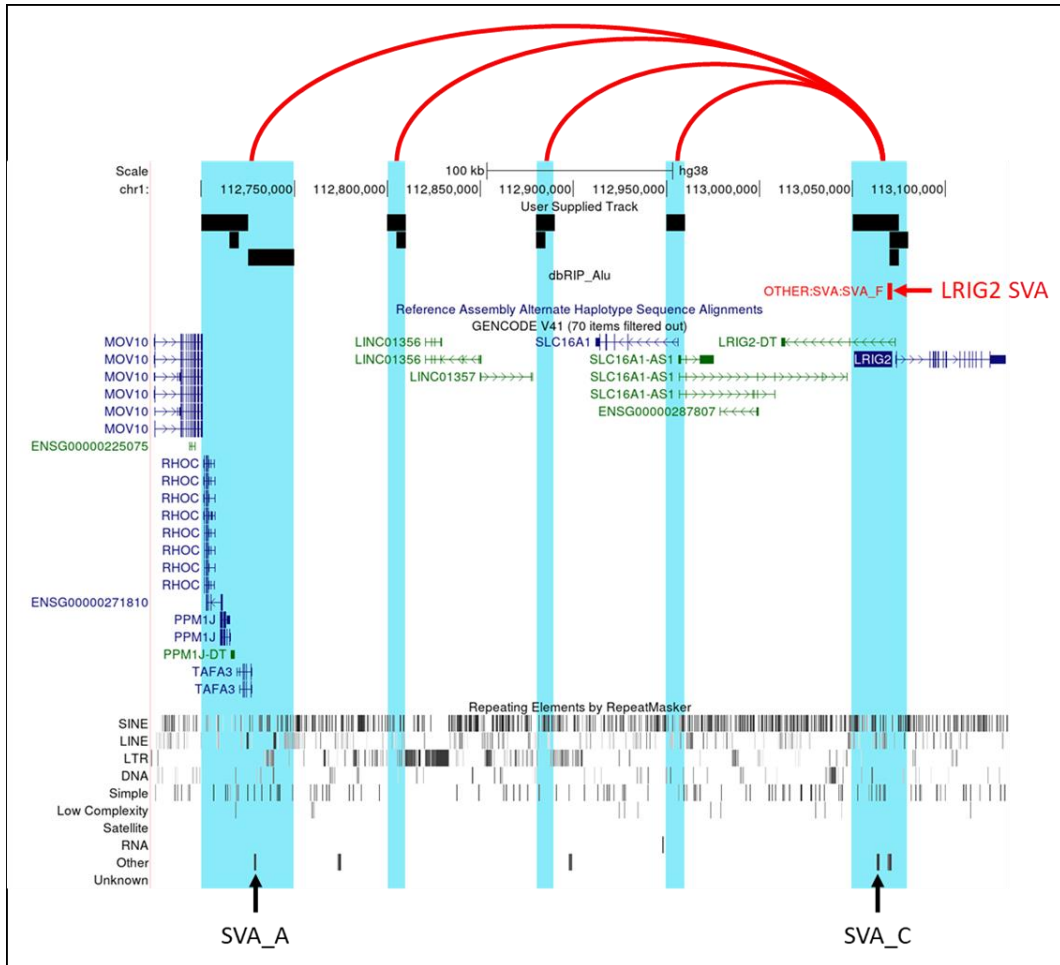 Scale 100 kb hg38
chr1: 112,750,000 112,800,000 112,850,000 112,900,000 112,950,000 113,000,000 113,050,000 113,100,000
User Supplied Track
dbRIP_Alu
OTHER:SVA:SVA_F LRIG2 SVA
Reference Assembly Alternate Haplotype Sequence Alignments
GENCODE V41 (70 items filtered out)
MOV10 LINC01356 SLC16A1 LRIG2-DT
MOV10 LINC01356 SLC16A1-AS1 LRIG2
MOV10 LINC01357 SLC16A1-AS1
MOV10 SLC16A1-AS1
MOV10 ENSG00000287807
MOV10
ENSG00000225075
RHOC
RHOC
RHOC
RHOC
RHOC
RHOC
RHOC
RHOC
ENSG00000271810
PPM1J
PPM1J
PPM1J-DT
TAFA3
TAFA3
Repeating Elements by RepeatMasker
SINE
LINE
LTR
DNA
Simple
Low Complexity
Satellite
RNA
Other
Unknown
SVA_A SVA_C